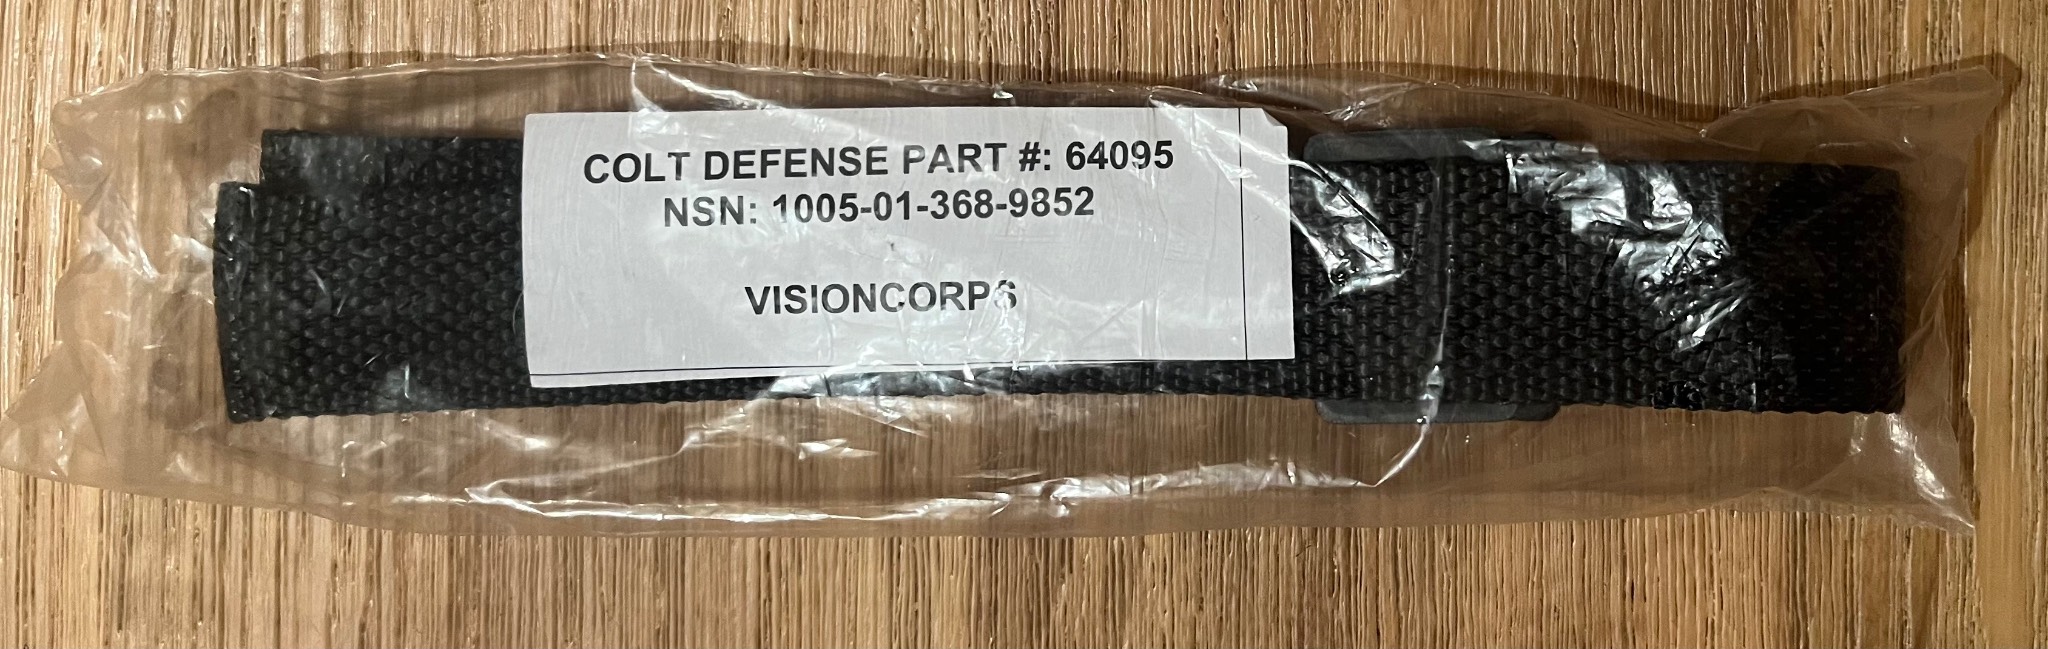 COLT DEFENSE PART #: 64095
NSN: 1005-01-368-9852
VISIONCORPS